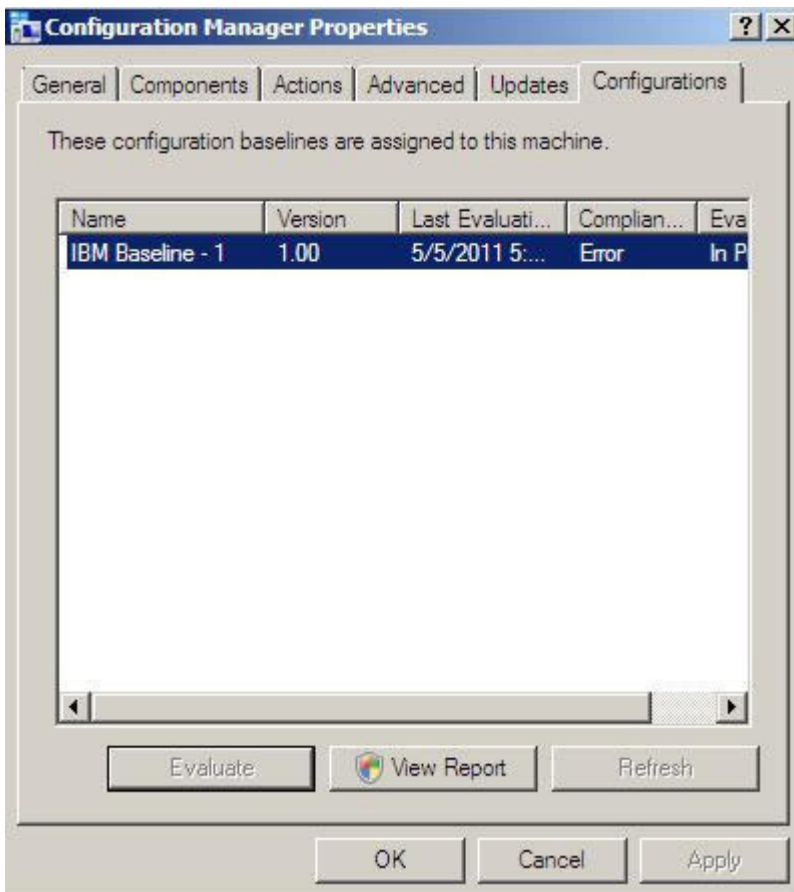 Configuration Manager Properties
General Components Actions Advanced Updates Configurations
These configuration baselines are assigned to this machine.
Name Version Last Evaluati... Complian... Eva
IBM Baseline - 1 1.00 5/5/2011 5:... Error In P
Evaluate View Report Refresh
OK Cancel Apply